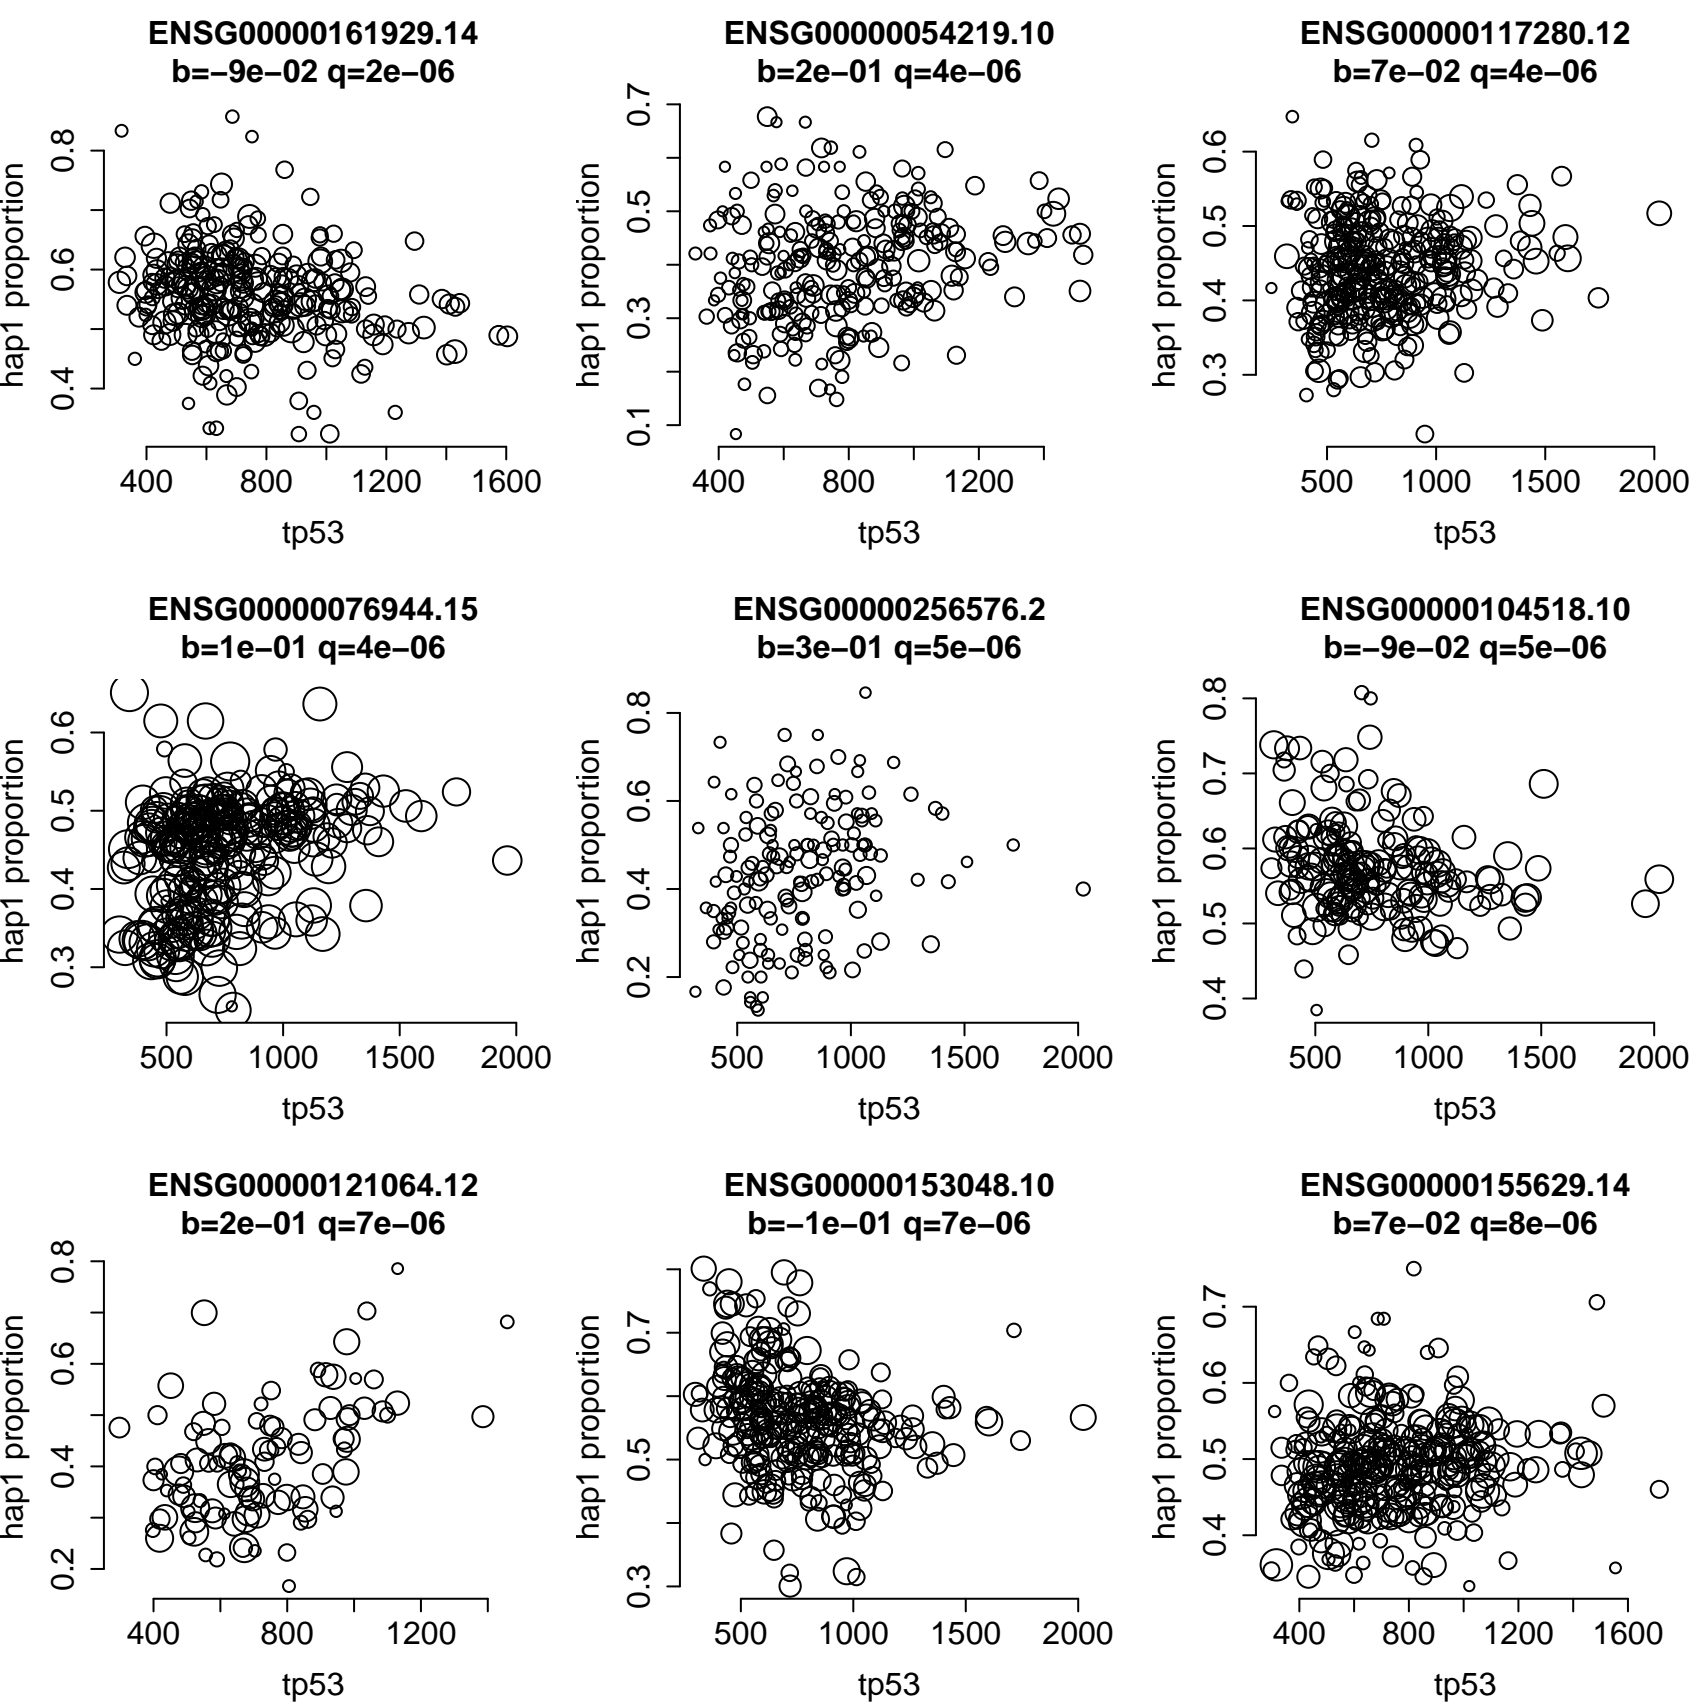 ENSG00000161929.14
b=−9e−02 q=2e−06
hap1 proportion
0.4 0.6 0.8
400 800 1200 1600
tp53
ENSG00000054219.10
b=2e−01 q=4e−06
hap1 proportion
0.1 0.3 0.5 0.7
400 800 1200
tp53
ENSG00000117280.12
b=7e−02 q=4e−06
hap1 proportion
0.3 0.4 0.5 0.6
500 1000 1500 2000
tp53
ENSG00000076944.15
b=1e−01 q=4e−06
hap1 proportion
0.3 0.4 0.5 0.6
500 1000 1500 2000
tp53
ENSG00000256576.2
b=3e−01 q=5e−06
hap1 proportion
0.2 0.4 0.6 0.8
500 1000 1500 2000
tp53
ENSG00000104518.10
b=−9e−02 q=5e−06
hap1 proportion
0.4 0.5 0.6 0.7 0.8
500 1000 1500 2000
tp53
ENSG00000121064.12
b=2e−01 q=7e−06
hap1 proportion
0.2 0.4 0.6 0.8
400 800 1200
tp53
ENSG00000153048.10
b=−1e−01 q=7e−06
hap1 proportion
0.3 0.5 0.7
500 1000 1500 2000
tp53
ENSG00000155629.14
b=7e−02 q=8e−06
hap1 proportion
0.4 0.5 0.6 0.7
400 800 1200 1600
tp53